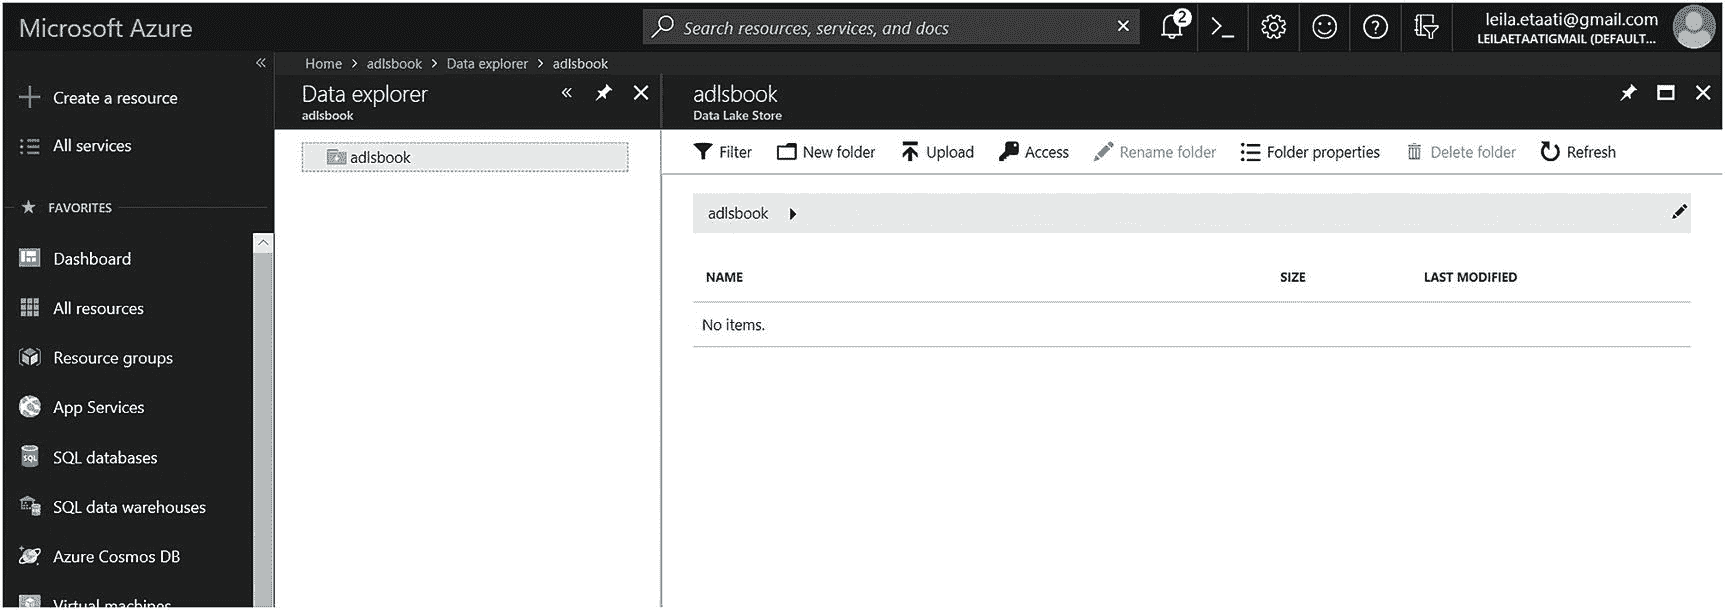 Microsoft Azure
Search resources, services, and docs
2
leila.etaati@gmail.com
LEILAETAATIGMAIL (DEFAULT...
Home > adlsbook > Data explorer > adlsbook
Create a resource
All services
FAVORITES
Dashboard
All resources
Resource groups
App Services
SQL databases
SQL data warehouses
Azure Cosmos DB
Virtual machines
Data explorer
adlsbook
adlsbook
adlsbook
Data Lake Store
Filter New folder Upload Access Rename folder Folder properties Delete folder Refresh
adlsbook
NAME SIZE LAST MODIFIED
No items.